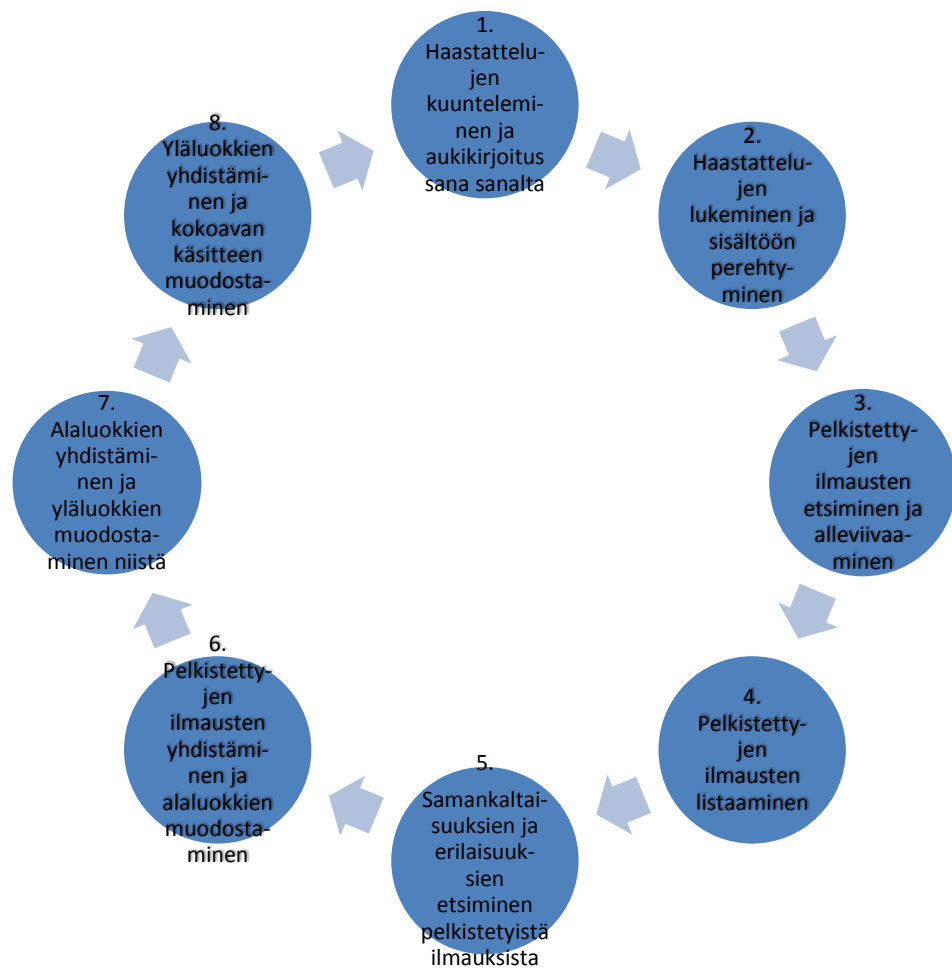 1.
Haastattelu-
jen
kuuntelemi-
nen ja
aukikirjoitus
sana sanalta
2.
Haastattelu-
jen
lukeminen ja
sisältöön
perehty-
minen
3.
Pelkistetty-
jen
ilmausten
etsiminen ja
alleviivaa-
minen
4.
Pelkistetty-
jen
ilmausten
listaaminen
5.
Samankaltai-
suuksien ja
erilaisuuk-
sien
etsiminen
pelkistetyistä
ilmauksista
6.
Pelkistetty-
jen
ilmausten
yhdistämi-
nen ja
alaluokkien
muodosta-
minen
7.
Alaluokkien
yhdistämi-
nen ja
yläluokkien
muodosta-
minen niistä
8.
Yläluokkien
yhdistämi-
nen ja
kokoavan
käsitteen
muodosta-
minen